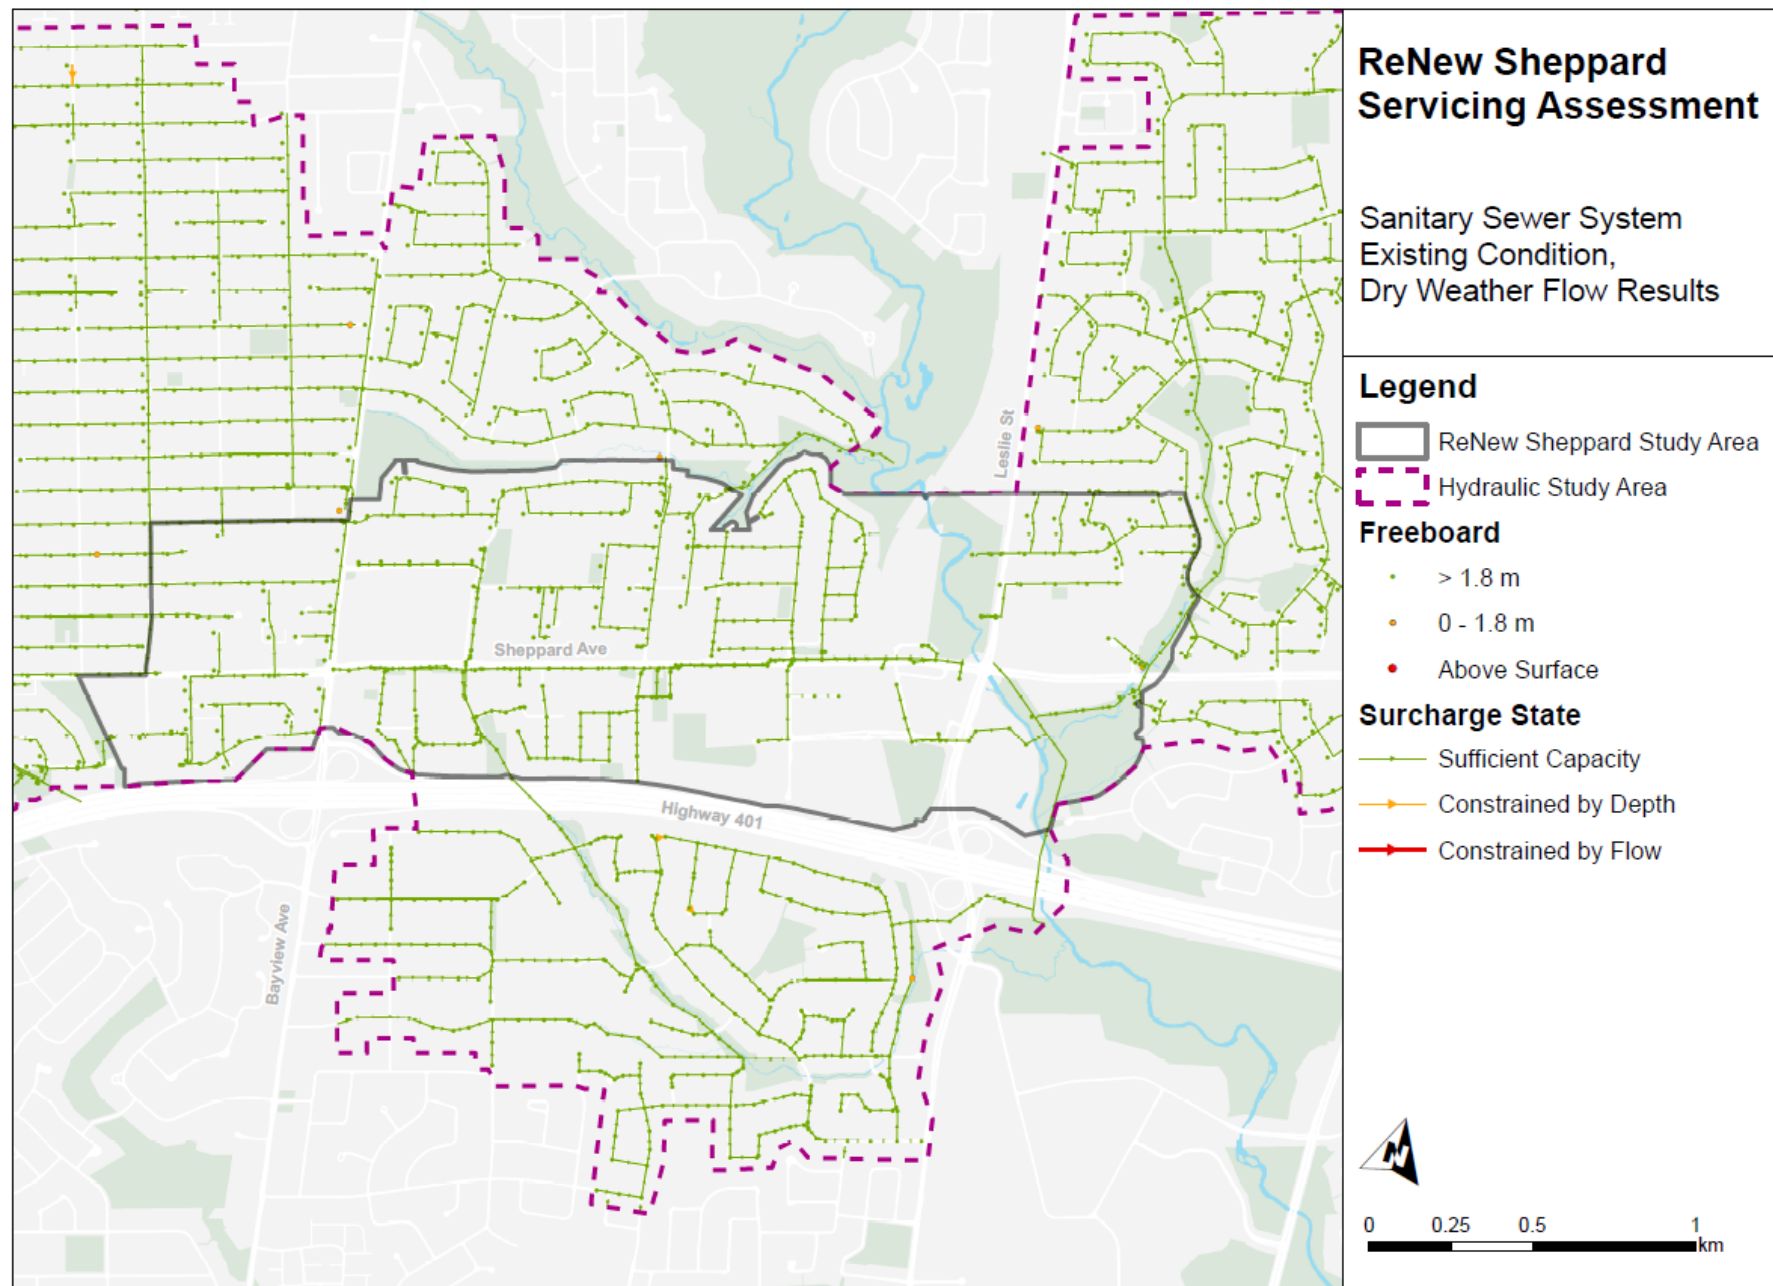 ReNew Sheppard
Servicing Assessment
Sanitary Sewer System
Existing Condition,
Dry Weather Flow Results
Legend
ReNew Sheppard Study Area
Hydraulic Study Area
Freeboard
> 1.8 m
0 - 1.8 m
Above Surface
Surcharge State
Sufficient Capacity
Constrained by Depth
Constrained by Flow
N
0 0.25 0.5 1
km
Leslie St
Sheppard Ave
Highway 401
Bayview Ave